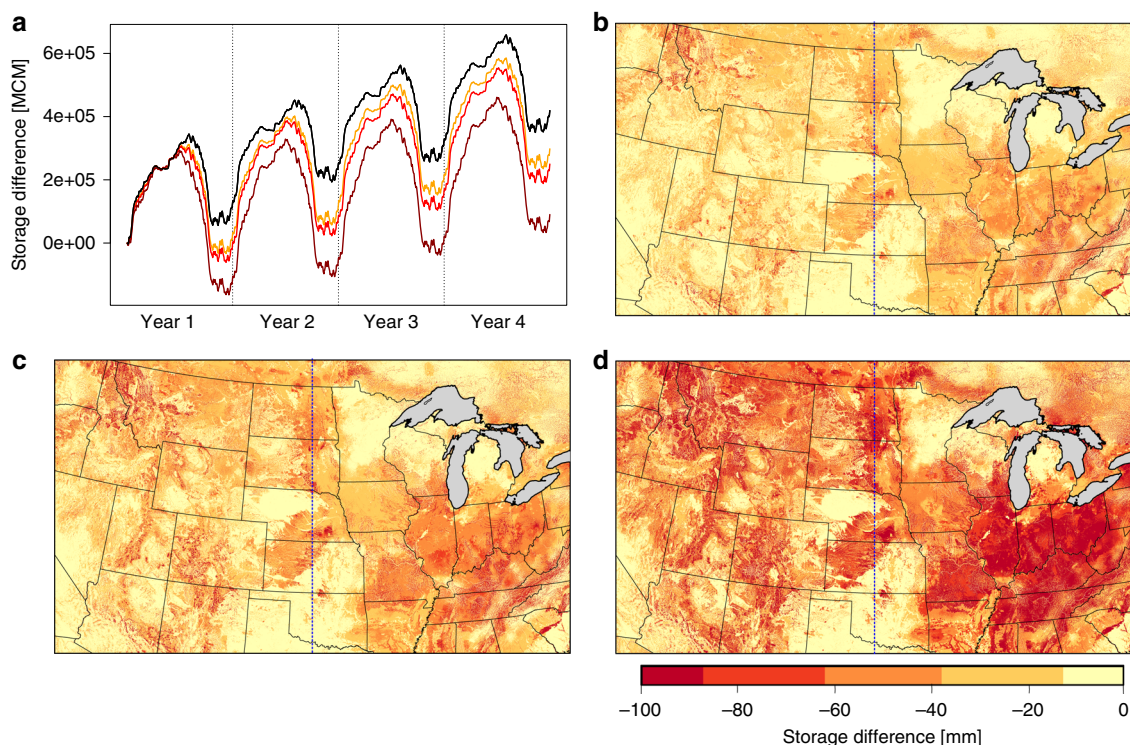 a
Storage difference [MCM]
6e+05
4e+05
2e+05
0e+00
Year 1 Year 2 Year 3 Year 4
b
c
d
–100 –80 –60 –40 –20 0
Storage difference [mm]